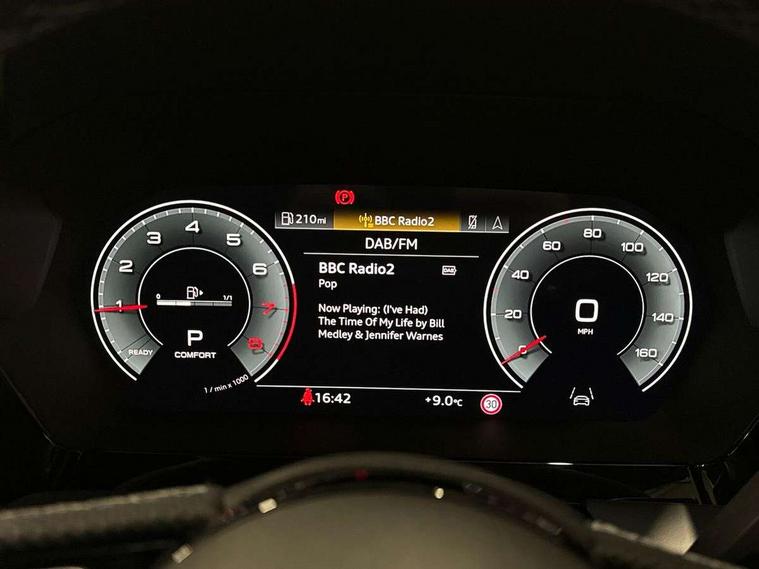 P
210mi
BBC Radio2
DAB/FM
BBC Radio2
DAB
Pop
Now Playing: (I've Had)
The Time Of My Life by Bill
Medley & Jennifer Warnes
16:42
+9.0°C
30
1
2
3
4
5
6
7
8
READY
0
1/1
P
COMFORT
1 / min x 1000
0
20
40
60
80
100
120
140
160
0
MPH